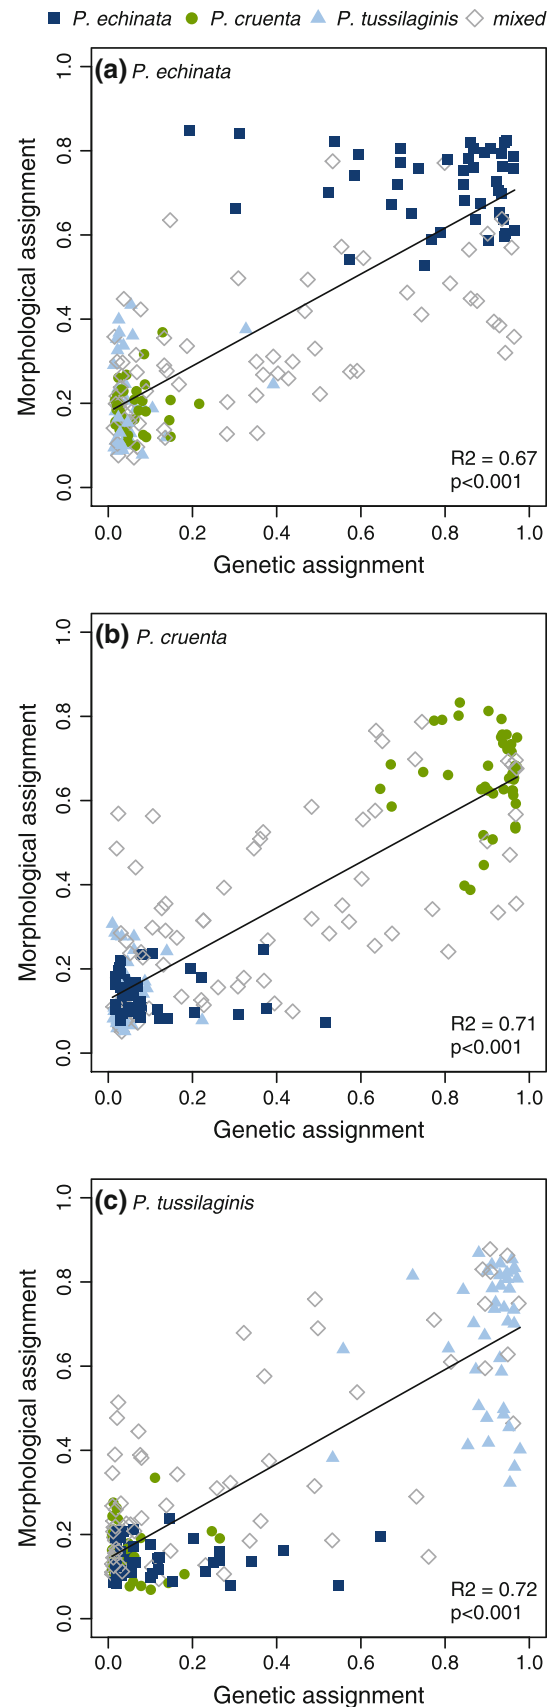 P. echinata P. cruenta P. tussilaginis mixed
(a) P. echinata
Morphological assignment
1.0
0.8
0.6
0.4
0.2
0.0
R2 = 0.67
p<0.001
0.0 0.2 0.4 0.6 0.8 1.0
Genetic assignment
(b) P. cruenta
Morphological assignment
1.0
0.8
0.6
0.4
0.2
0.0
R2 = 0.71
p<0.001
0.0 0.2 0.4 0.6 0.8 1.0
Genetic assignment
(c) P. tussilaginis
Morphological assignment
1.0
0.8
0.6
0.4
0.2
0.0
R2 = 0.72
p<0.001
0.0 0.2 0.4 0.6 0.8 1.0
Genetic assignment